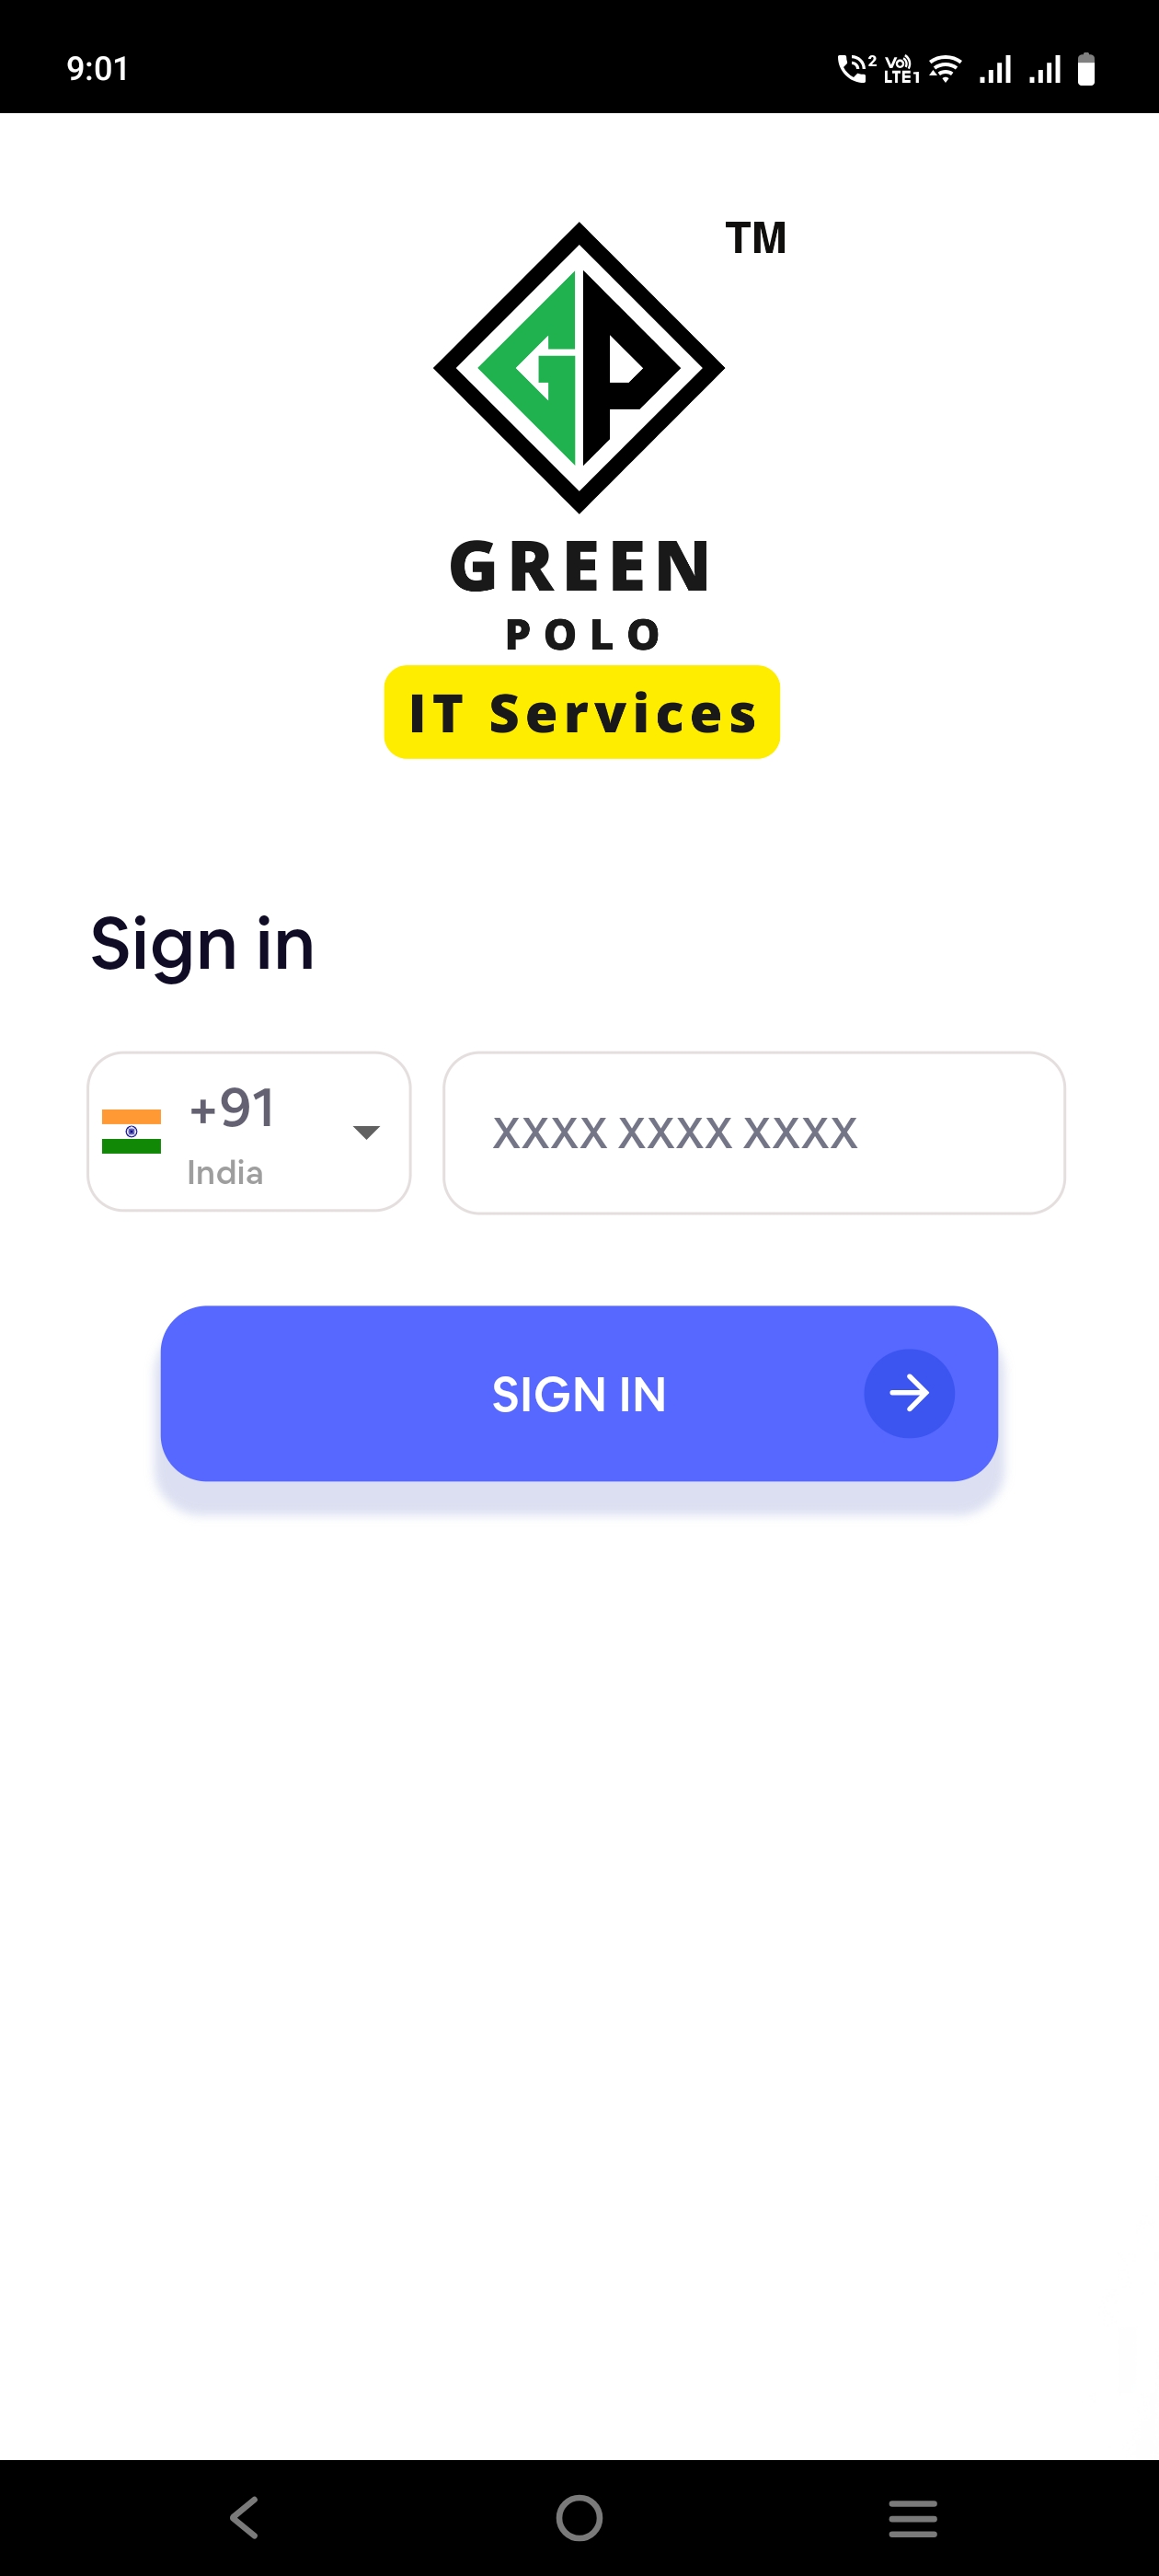 9:01
2
Vo LTE1
TM
GP
GREEN
POLO
IT Services
Sign in
+91
India
XXXX XXXX XXXX
SIGN IN